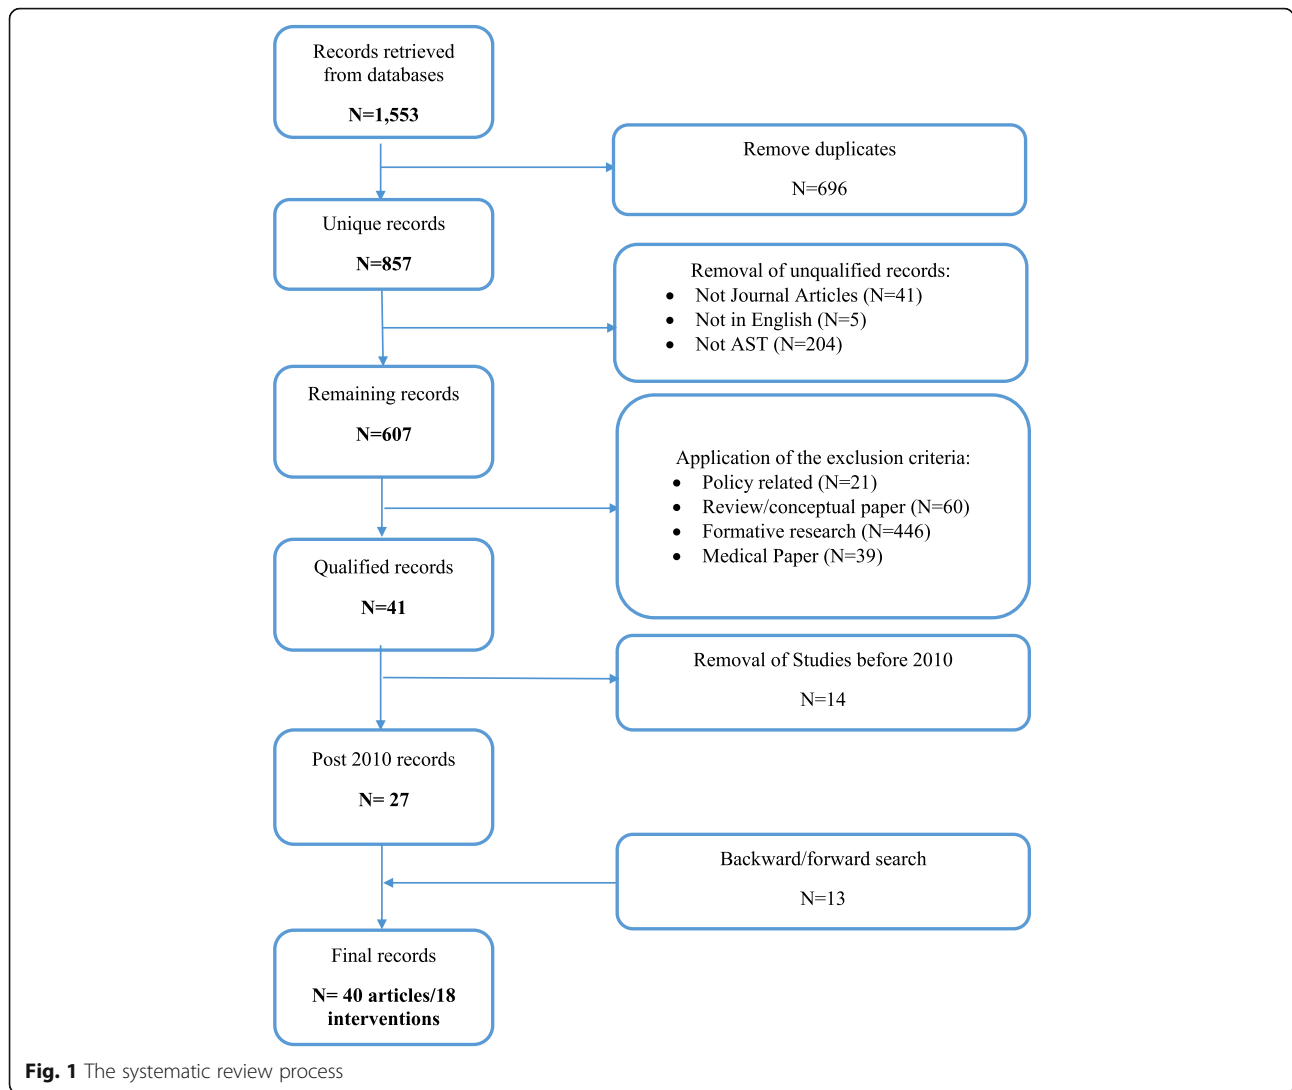 Records retrieved
from databases
N=1,553
Remove duplicates
N=696
Unique records
N=857
Removal of unqualified records:
• Not Journal Articles (N=41)
• Not in English (N=5)
• Not AST (N=204)
Remaining records
N=607
Application of the exclusion criteria:
• Policy related (N=21)
• Review/conceptual paper (N=60)
• Formative research (N=446)
• Medical Paper (N=39)
Qualified records
N=41
Removal of Studies before 2010
N=14
Post 2010 records
N= 27
Backward/forward search
N=13
Final records
N= 40 articles/18
interventions
Fig. 1 The systematic review process